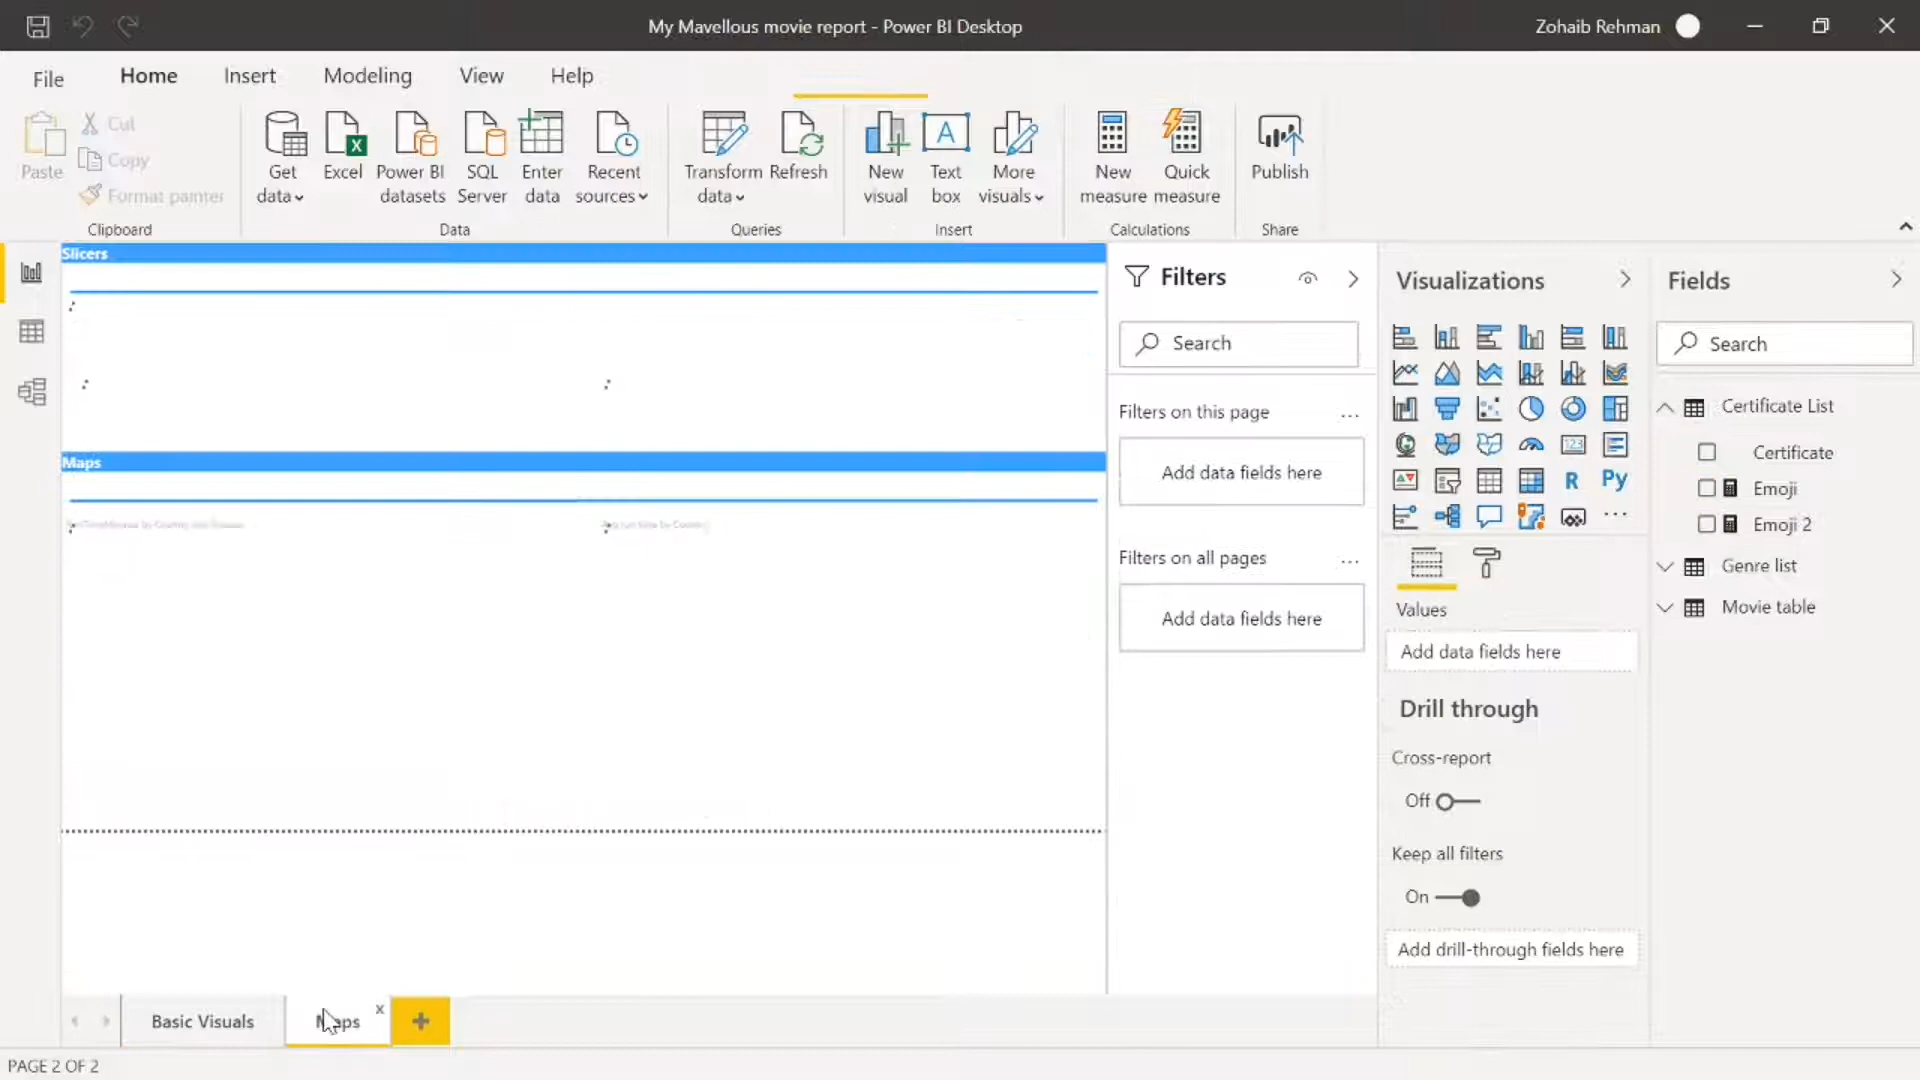 My Mavellous movie report - Power BI Desktop
Zohaib Rehman
File
Home
Insert
Modeling
View
Help
Paste
Cut
Copy
Format painter
Clipboard
Get data
Excel
Power BI datasets
SQL Server
Enter data
Recent sources
Data
Transform data
Refresh
Queries
New visual
Text box
More visuals
Insert
New measure
Quick measure
Calculations
Publish
Share
Slicers
Maps
Filters
Search
Filters on this page
...
Add data fields here
Filters on all pages
...
Add data fields here
Visualizations
123
R
Py
...
Values
Add data fields here
Drill through
Cross-report
Off
Keep all filters
On
Add drill-through fields here
Fields
Search
Certificate List
Certificate
Emoji
Emoji 2
Genre list
Movie table
Basic Visuals
Maps
x
+
PAGE 2 OF 2